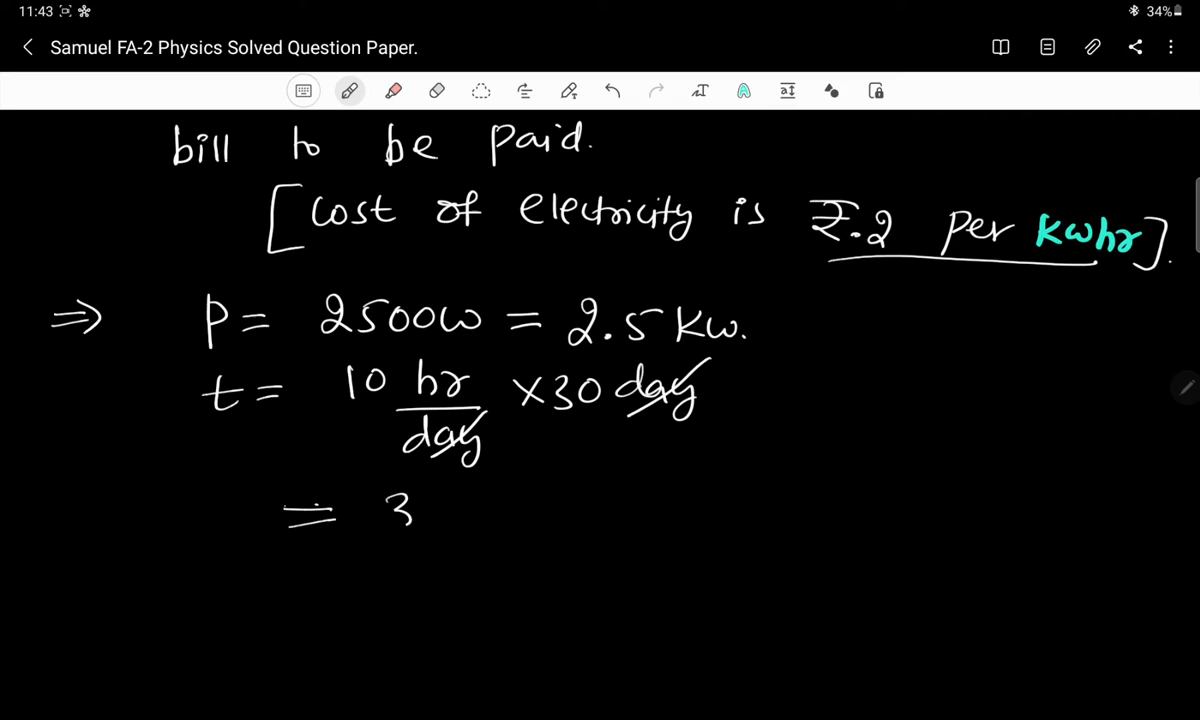 11:43 34%
Samuel FA-2 Physics Solved Question Paper.
bill to be paid.
[cost of electricity is ₹.2 per kwhr].
⇒ P = 2500w = 2.5 Kw.
t = 10 hr/day ×30 day
= 3